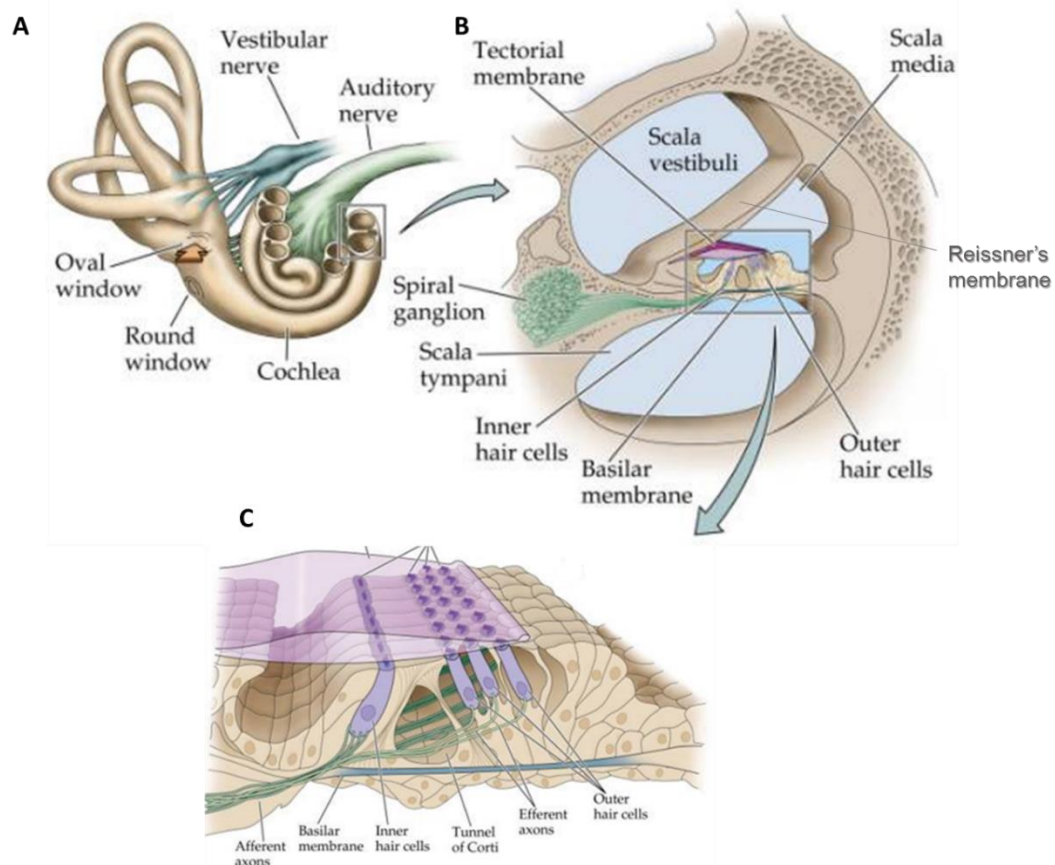 A
Vestibular
nerve
Auditory
nerve
Oval
window
Round
window
Cochlea
B
Tectorial
membrane
Scala
media
Scala
vestibuli
Reissner's
membrane
Spiral
ganglion
Scala
tympani
Inner
hair cells
Basilar
membrane
Outer
hair cells
C
Afferent
axons
Basilar
membrane
Inner
hair cells
Tunnel
of Corti
Efferent
axons
Outer
hair cells